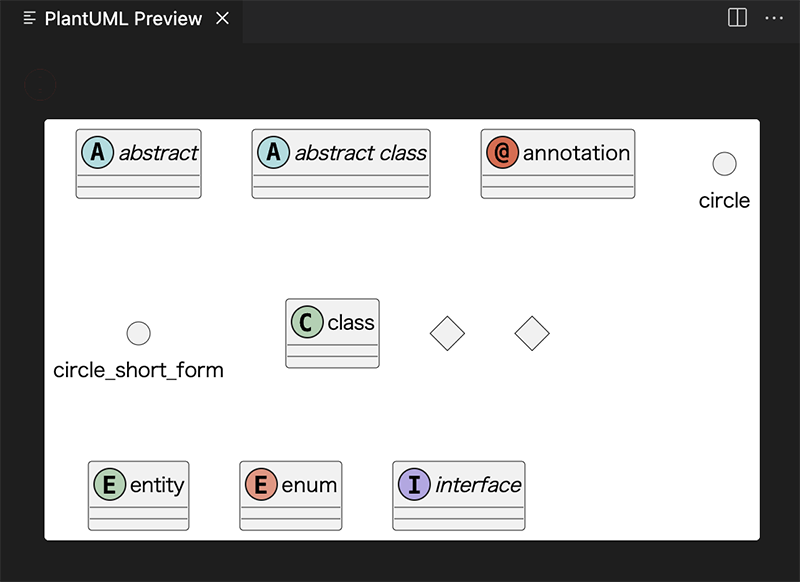 PlantUML Preview
A abstract
A abstract class
@ annotation
circle
circle_short_form
C class
E entity
E enum
I interface